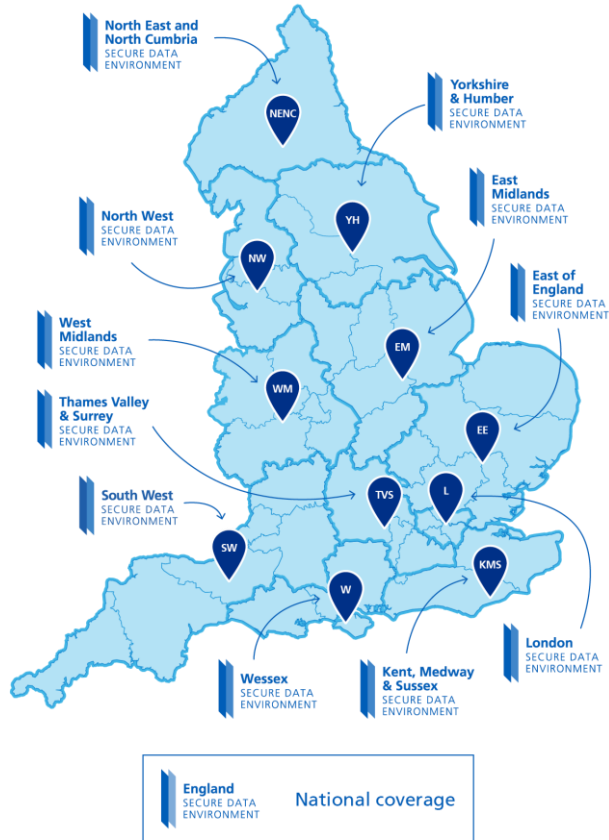 North East and
North Cumbria
SECURE DATA
ENVIRONMENT
NENC
Yorkshire
& Humber
SECURE DATA
ENVIRONMENT
YH
East
Midlands
SECURE DATA
ENVIRONMENT
North West
SECURE DATA
ENVIRONMENT
NW
East of
England
SECURE DATA
ENVIRONMENT
West
Midlands
SECURE DATA
ENVIRONMENT
EM
WM
Thames Valley
& Surrey
SECURE DATA
ENVIRONMENT
EE
South West
SECURE DATA
ENVIRONMENT
TVS
L
SW
KMS
W
London
SECURE DATA
ENVIRONMENT
Wessex
SECURE DATA
ENVIRONMENT
Kent, Medway
& Sussex
SECURE DATA
ENVIRONMENT
England
SECURE DATA
ENVIRONMENT
National coverage